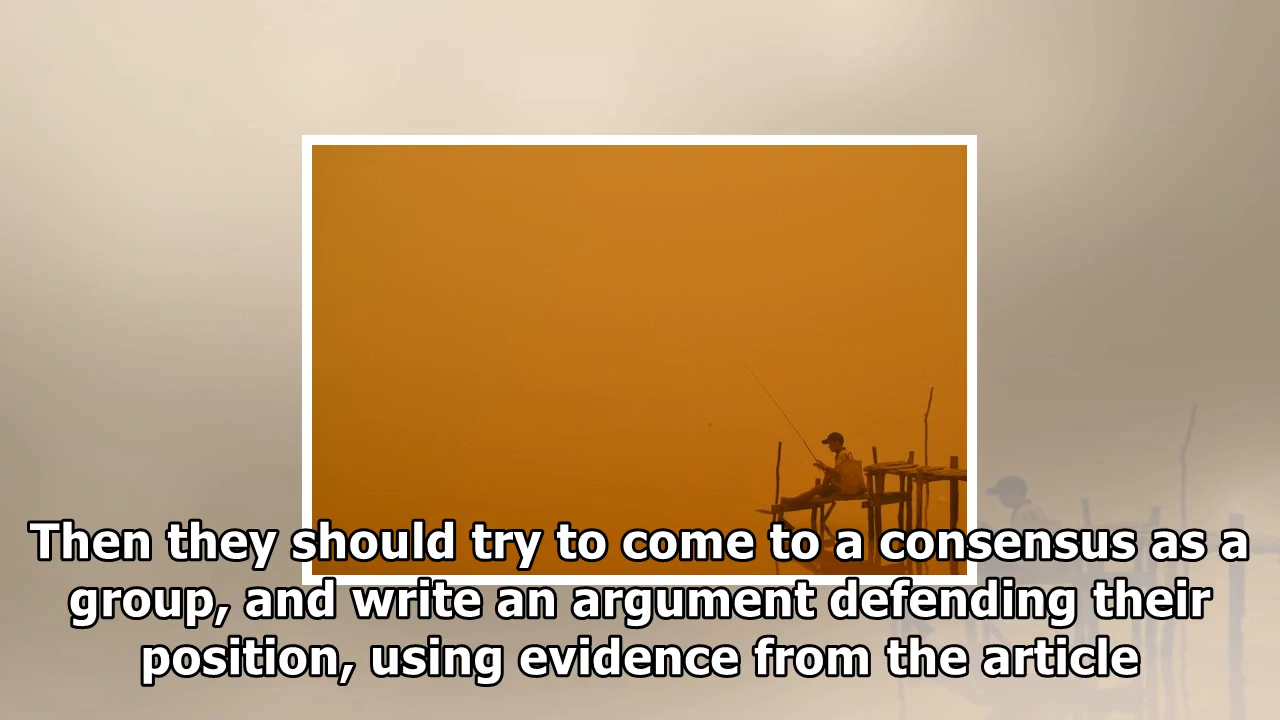 Then they should try to come to a consensus as a
group, and write an argument defending their
position, using evidence from the article